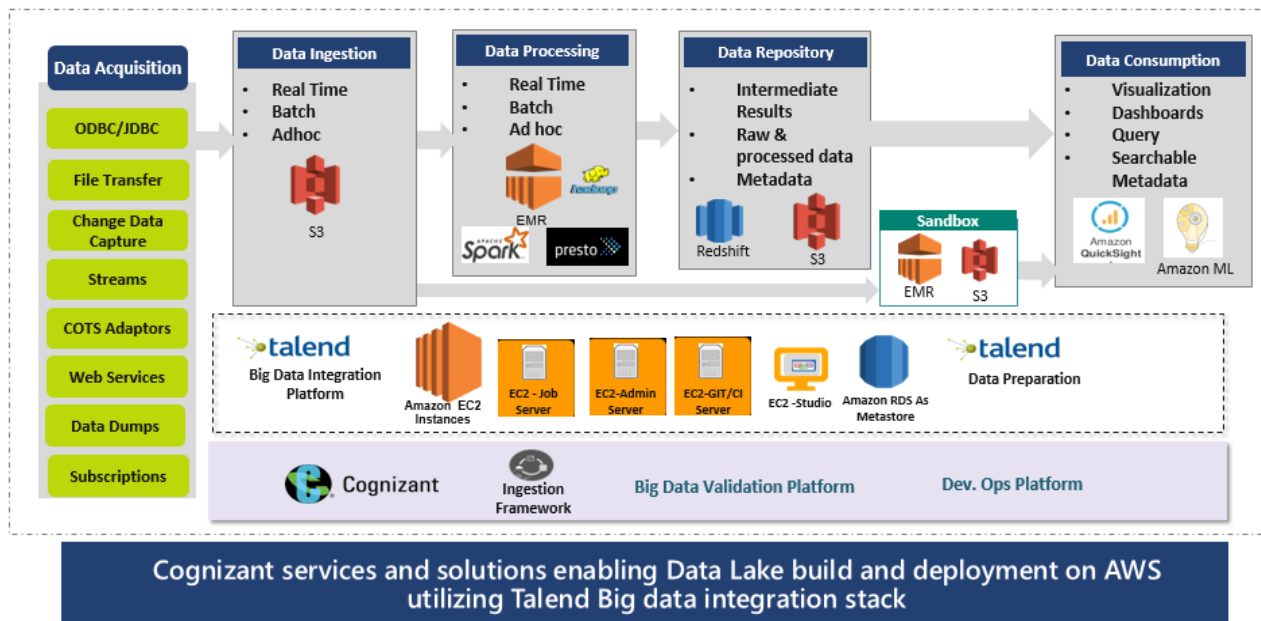 Data Acquisition
ODBC/JDBC
File Transfer
Change Data
Capture
Streams
COTS Adaptors
Web Services
Data Dumps
Subscriptions
Data Ingestion
• Real Time
• Batch
• Adhoc
S3
Data Processing
• Real Time
• Batch
• Ad hoc
EMR
hadoop
APACHE
Spark
presto
Data Repository
• Intermediate
Results
• Raw &
processed data
• Metadata
Redshift
S3
Sandbox
EMR
S3
Data Consumption
• Visualization
• Dashboards
• Query
• Searchable
Metadata
Amazon
QuickSight
Amazon ML
talend
Big Data Integration
Platform
Amazon EC2
Instances
EC2 - Job
Server
EC2-Admin
Server
EC2-GIT/CI
Server
EC2 -Studio
Amazon RDS As
Metastore
talend
Data Preparation
Cognizant
Ingestion
Framework
Big Data Validation Platform
Dev. Ops Platform
Cognizant services and solutions enabling Data Lake build and deployment on AWS
utilizing Talend Big data integration stack